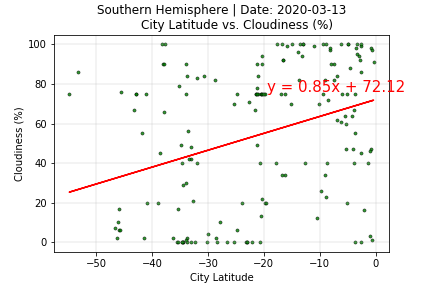 Southern Hemisphere | Date: 2020-03-13
City Latitude vs. Cloudiness (%)
100
80
60
40
20
0
Cloudiness (%)
y = 0.85x + 72.12
−50
−40
−30
−20
−10
0
City Latitude